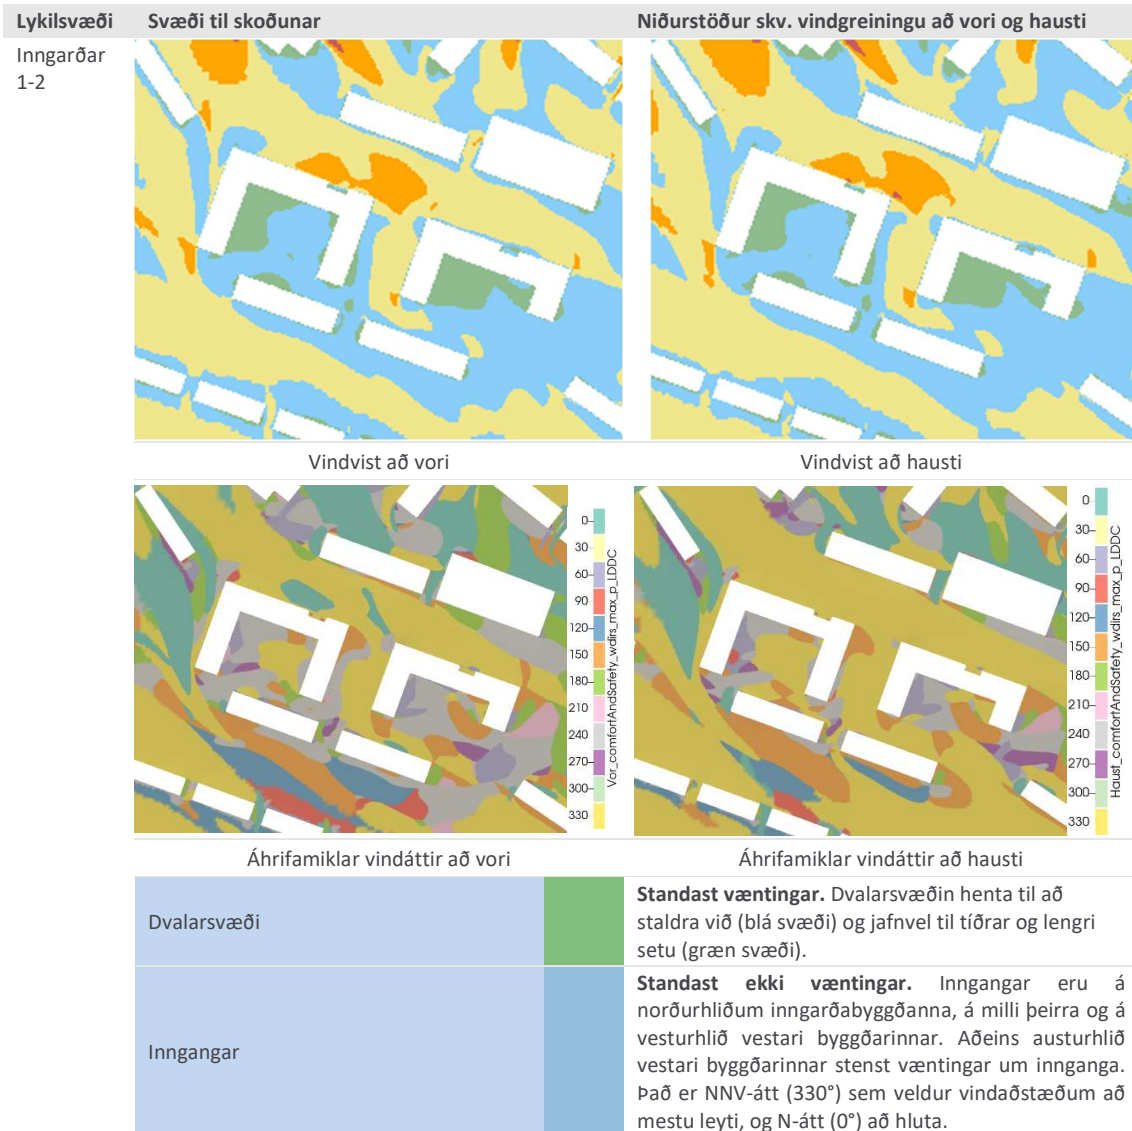 Lykilsvæði Svæði til skoðunar Niðurstöður skv. vindgreiningu að vori og hausti
Inngarðar
1-2
Vindvist að vori Vindvist að hausti
0
30
60
90
120
150
180
210
240
270
300
330
Vor_comfortAndSafety_wdirs_max_p_LDDC
0
30
60
90
120
150
180
210
240
270
300
330
Haust_comfortAndSafety_wdirs_max_p_LDDC
Áhrifamiklar vindáttir að vori Áhrifamiklar vindáttir að hausti
Dvalarsvæði
Standast væntingar. Dvalarsvæðin henta til að
staldra við (blá svæði) og jafnvel til tíðrar og lengri
setu (græn svæði).
Inngangar
Standast ekki væntingar. Inngangar eru á
norðurhliðum inngarðabyggðanna, á milli þeirra og á
vesturhlið vestari byggðarinnar. Aðeins austurhlið
vestari byggðarinnar stenst væntingar um innganga.
Það er NNV-átt (330°) sem veldur vindaðstæðum að
mestu leyti, og N-átt (0°) að hluta.